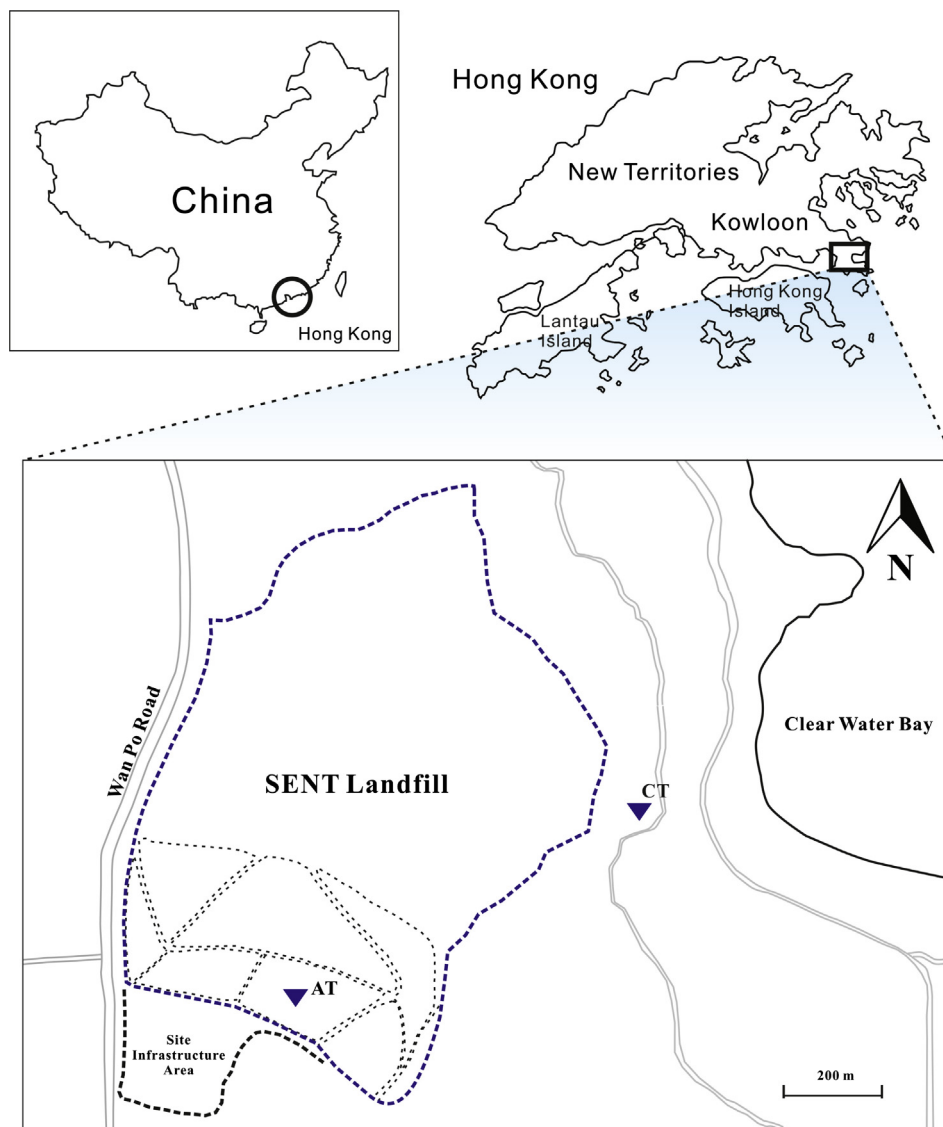 China
Hong Kong
Hong Kong
New Territories
Kowloon
Hong Kong
Island
Lantau
Island
N
Wan Po Road
SENT Landfill
Clear Water Bay
CT
AT
Site
Infrastructure
Area
200 m